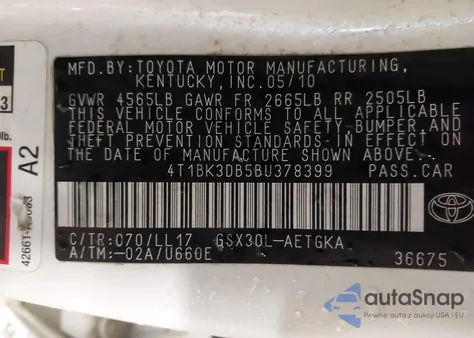 MFD.BY:TOYOTA MOTOR MANUFACTURING,
KENTUCKY,INC.05/10
GVWR 4565LB GAWR FR 2665LB RR 2505LB
THIS VEHICLE CONFORMS TO ALL APPLICABLE
FEDERAL MOTOR VEHICLE SAFETY,BUMPER,AND
THEFT PREVENTION STANDARDS IN EFFECT ON
THE DATE OF MANUFACTURE SHOWN ABOVE.
4T1BK3DB5BU378399 PASS.CAR
C/TR:070/LL17 GSX30L-AETGKA
A/TM:-02A/U660E 36675
TOYOTA
A2
3
autoSnap
Pewne auta z USA i EU